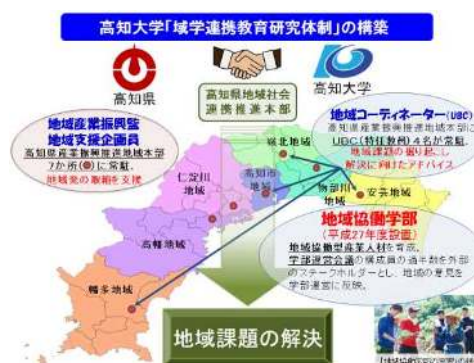 高知大学「域学連携教育研究体制」の構築
高知県
高知県地域社会
連携推進本部
高知大学
地域産業振興監
地域支援企画員
高知県産業振興推進地域本部
7か所(●)に常駐。
地域発の取組を支援
地域コーディネーター(UBC)
高知県産業振興推進地域本部に
UBC(特任教員)4名が常駐。
地域課題の掘り起こし
解決に向けたアドバイス
嶺北地域
仁淀川
地域
高知市
地域
物部川
地域
安芸地域
高幡地域
幡多地域
地域協働学部
(平成27年度設置)
地域協働型産業人材を育成。
学部運営会議の構成員の過半数を外部
のステークホルダーとし、地域の意見を
学部運営に反映。
地域課題の解決